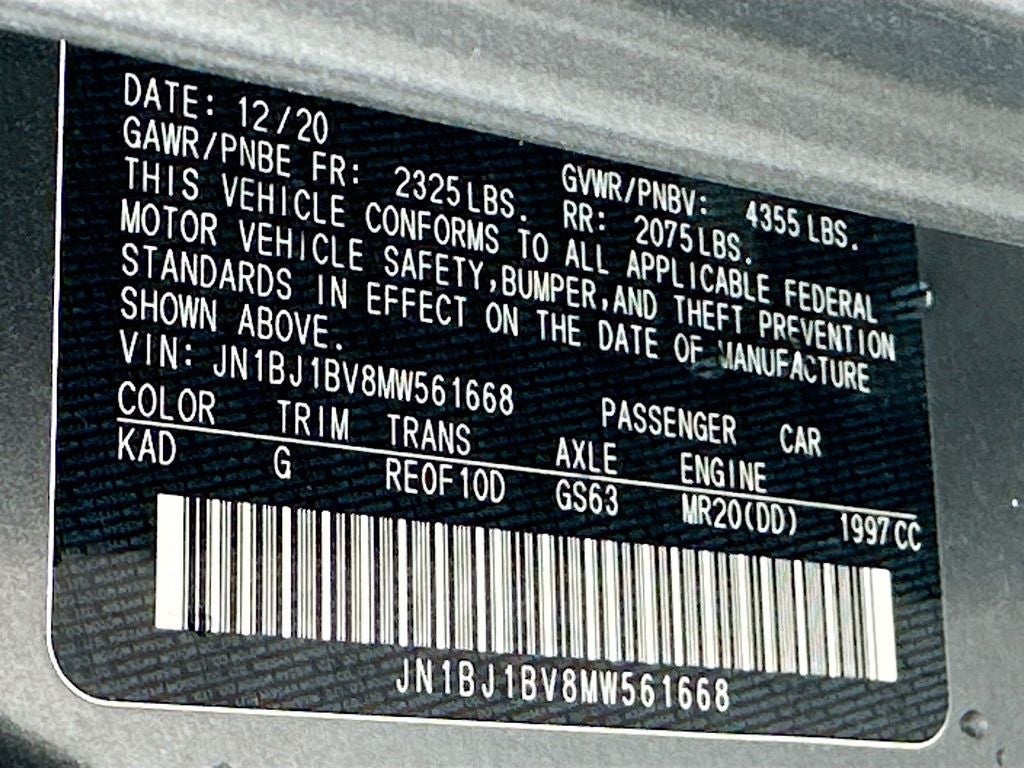 DATE: 12/20
GVWR/PNBV: 4355 LBS.
GAWR/PNBE FR: 2325LBS. RR: 2075LBS.
THIS VEHICLE CONFORMS TO ALL APPLICABLE FEDERAL
MOTOR VEHICLE SAFETY,BUMPER,AND THEFT PREVENTION
STANDARDS IN EFFECT ON THE DATE OF MANUFACTURE
SHOWN ABOVE.
VIN: JN1BJ1BV8MW561668 PASSENGER CAR
COLOR TRIM TRANS AXLE ENGINE
KAD G RE0F10D GS63 MR20(DD) 1997CC
JN1BJ1BV8MW561668